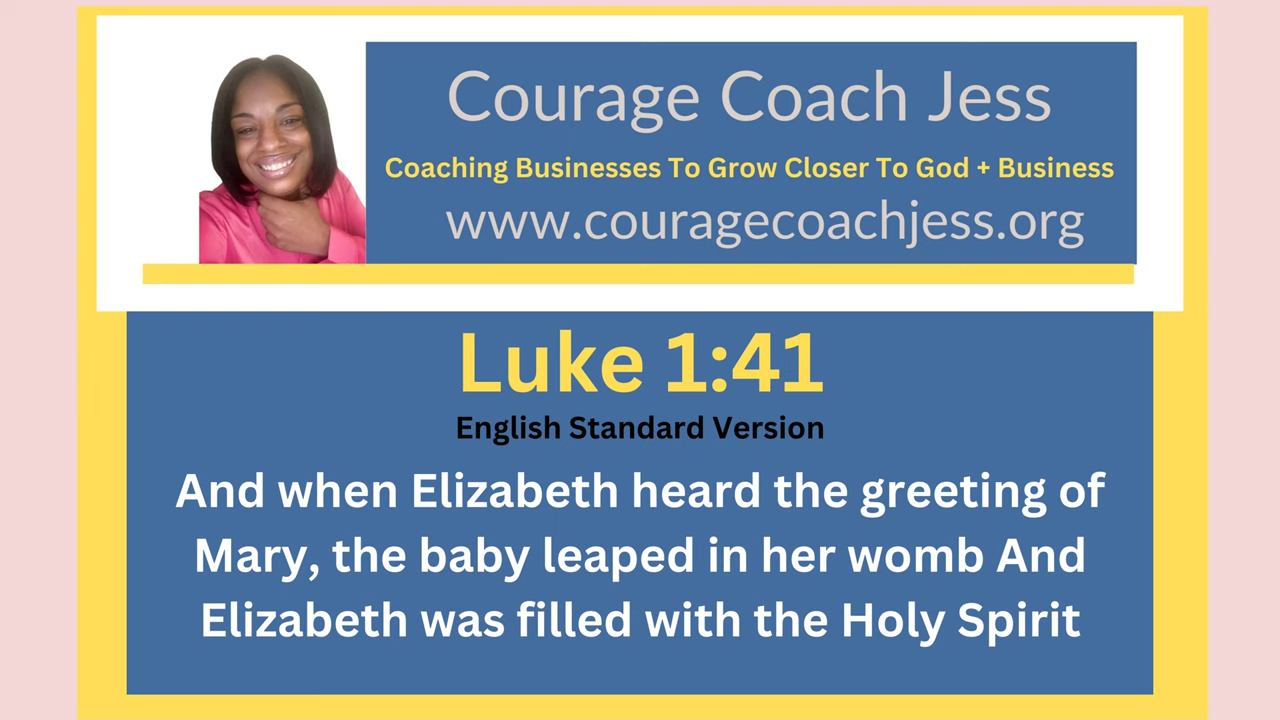 Courage Coach Jess
Coaching Businesses To Grow Closer To God + Business
www.couragecoachjess.org
Luke 1:41
English Standard Version
And when Elizabeth heard the greeting of
Mary, the baby leaped in her womb And
Elizabeth was filled with the Holy Spirit